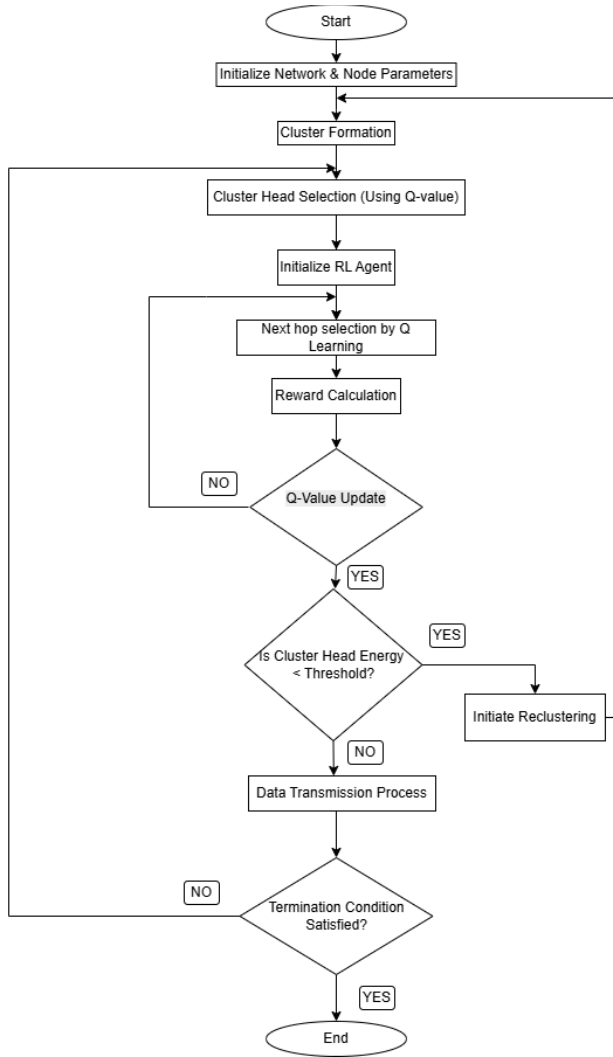 Start
Initialize Network & Node Parameters
Cluster Formation
Cluster Head Selection (Using Q-value)
Initialize RL Agent
Next hop selection by Q
Learning
Reward Calculation
NO
Q-Value Update
YES
Is Cluster Head Energy
< Threshold?
YES
Initiate Reclustering
NO
Data Transmission Process
NO
Termination Condition
Satisfied?
YES
End